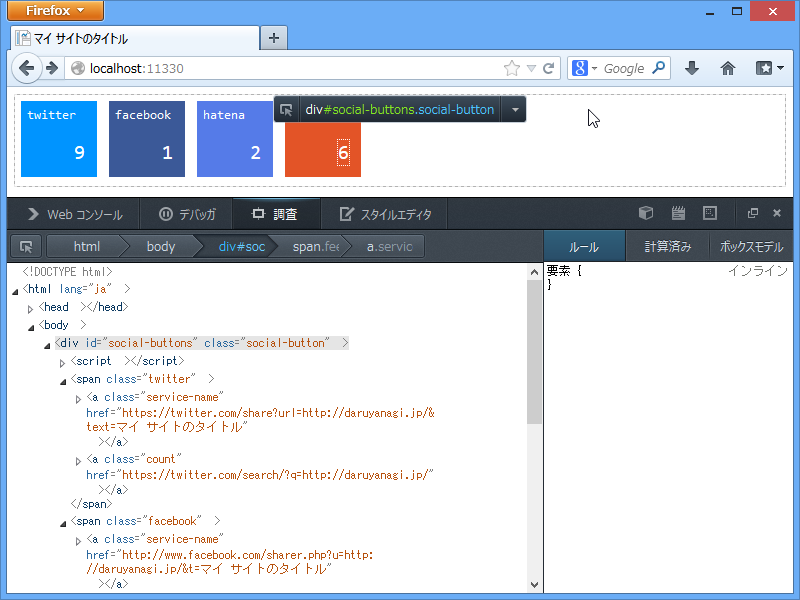 Firefox
マイ サイトのタイトル
localhost:11330
Google
twitter
9
facebook
1
hatena
2
6
div#social-buttons.social-button
Web コンソール
デバッガ
調査
スタイルエディタ
html
body
div#soc
span.fee
a.servic
ルール
計算済み
ボックスモデル
<!DOCTYPE html>
<html lang="ja" >
<head ></head>
<body >
<div id="social-buttons" class="social-button" >
<script ></script>
<span class="twitter" >
<a class="service-name"
href="https://twitter.com/share?url=http://daruyanagi.jp/&
text=マイ サイトのタイトル"
></a>
<a class="count"
href="https://twitter.com/search/?q=http://daruyanagi.jp/"
></a>
</span>
<span class="facebook" >
<a class="service-name"
href="http://www.facebook.com/sharer.php?u=http:
//daruyanagi.jp/&t=マイ サイトのタイトル"
></a>
要素 {
インライン
}